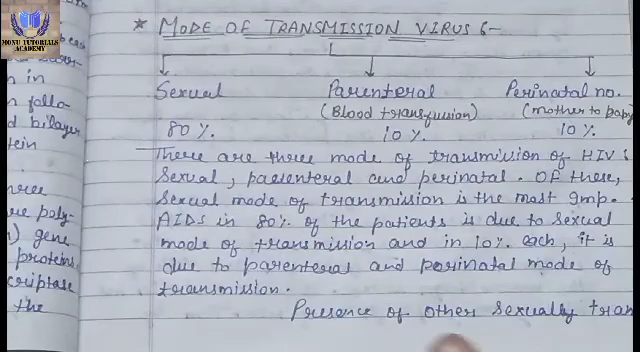 MONU TUTORIALS
ACADEMY
* MODE OF TRANSMISSION VIRUS :-
Sexual Parenteral Perinatal no.
(Blood transfusion) (mother to baby
80 %. 10 %. 10 %.
There are three mode of transmission of HIV :
Sexual, parenteral and perinatal. Of these,
Sexual mode of transmission is the most Imp.
AIDS in 80% of the patients is due to sexual
mode of transmission and in 10% each, it is
due to parenteral and perinatal mode of
transmission.
Presence of other sexually tran
n in
n follo
d bilayer
tein
hree
poly-
gene
proteins
criptase
the